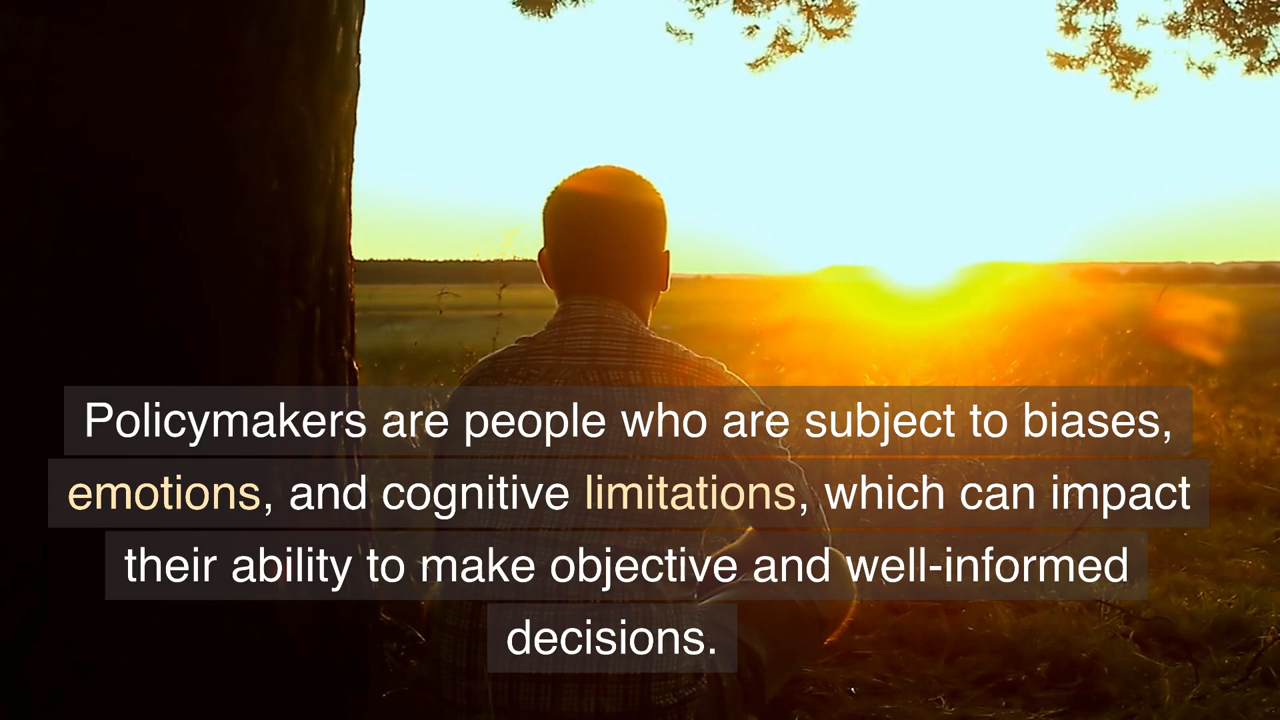 Policymakers are people who are subject to biases,
emotions, and cognitive limitations, which can impact
their ability to make objective and well-informed
decisions.